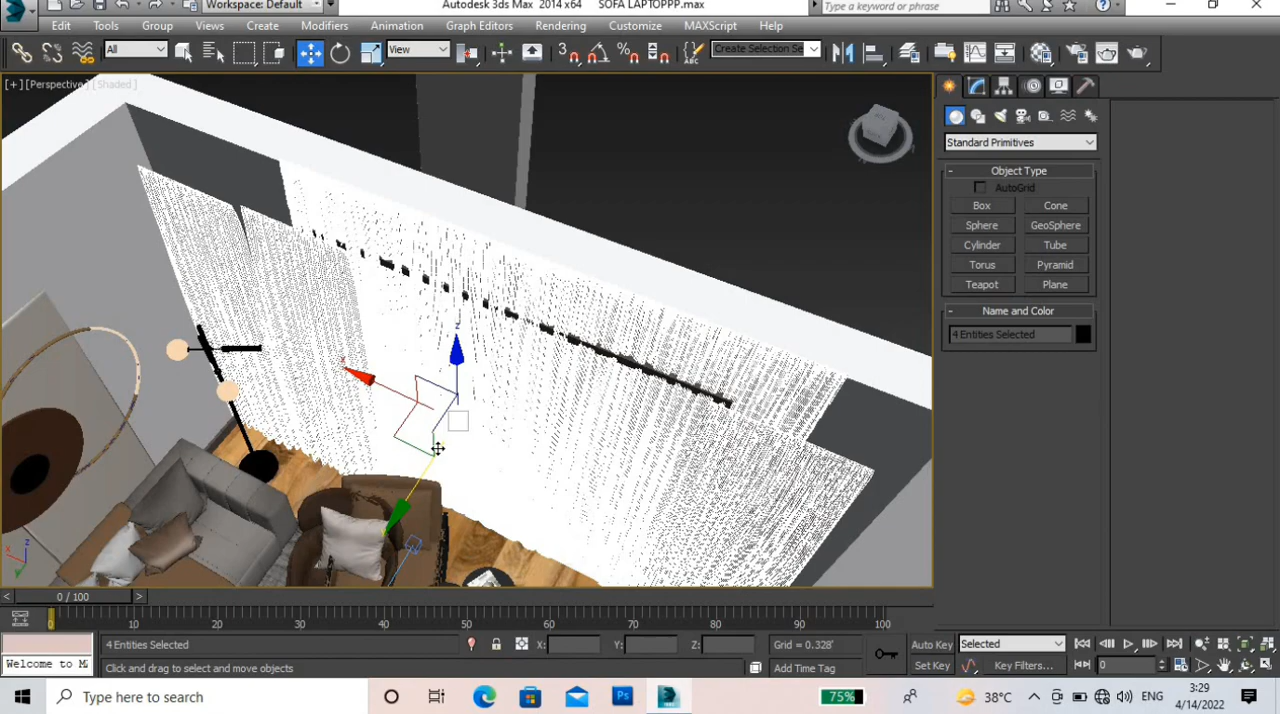 Workspace: Default
Autodesk 3ds Max 2014 x64 SOFA LAPTOPPP.max
Type a keyword or phrase
Edit Tools Group Views Create Modifiers Animation Graph Editors Rendering Customize MAXScript Help
All
View
Create Selection Se
[+] [Perspective] [Shaded]
Standard Primitives
- Object Type
AutoGrid
Box Cone
Sphere GeoSphere
Cylinder Tube
Torus Pyramid
Teapot Plane
- Name and Color
4 Entities Selected
x z
z
x
< 0 / 100 >
0 10 20 30 40 50 60 70 80 90 100
4 Entities Selected
X: Y: Z: Grid = 0.328' Auto Key Selected
Welcome to M
Click and drag to select and move objects
Add Time Tag Set Key Key Filters... 0
Type here to search
Ps
75%
38°C
ENG
3:29
4/14/2022